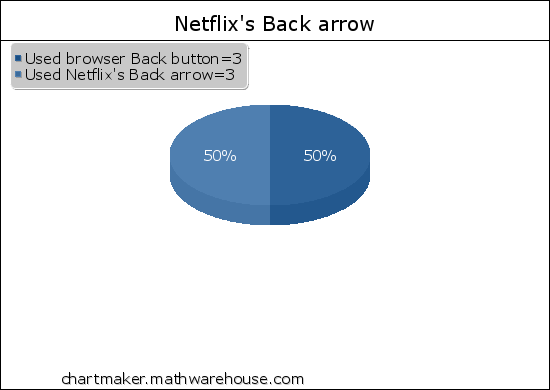 Netflix's Back arrow
Used browser Back button=3
Used Netflix's Back arrow=3
50% 50%
chartmaker.mathwarehouse.com